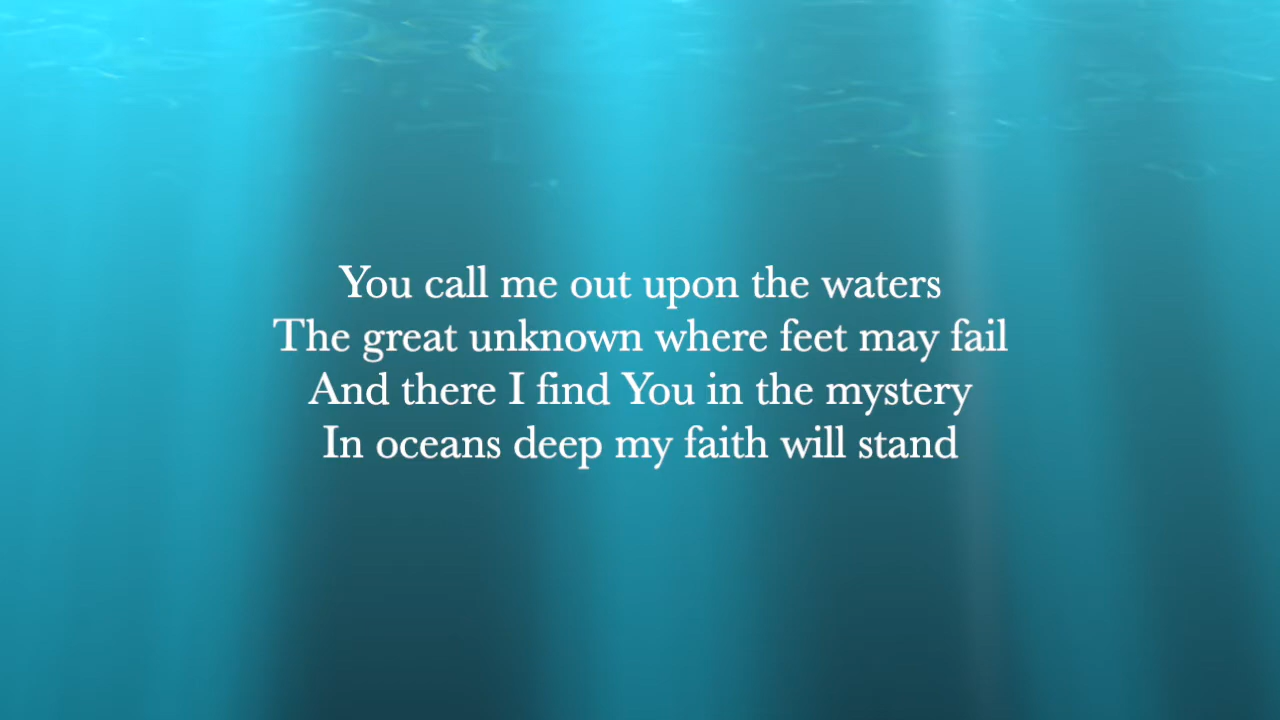 You call me out upon the waters
The great unknown where feet may fail
And there I find You in the mystery
In oceans deep my faith will stand